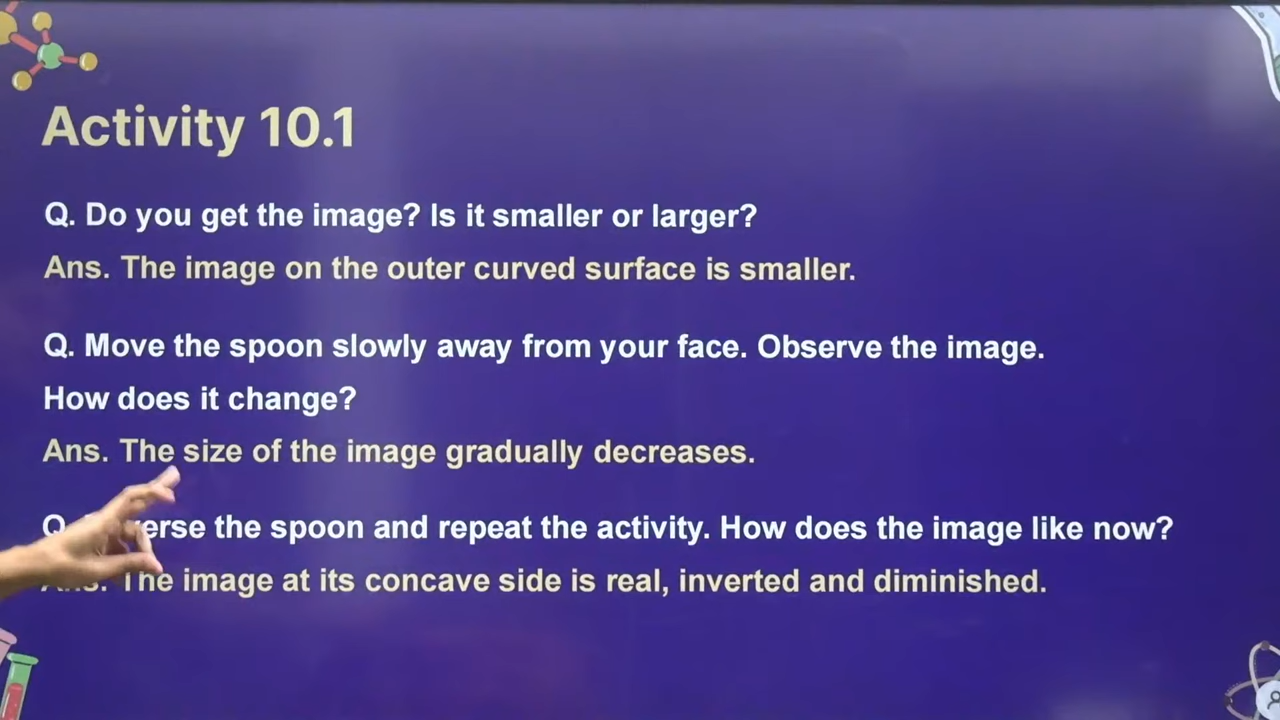 Activity 10.1
Q. Do you get the image? Is it smaller or larger?
Ans. The image on the outer curved surface is smaller.
Q. Move the spoon slowly away from your face. Observe the image.
How does it change?
Ans. The size of the image gradually decreases.
Q. the spoon and repeat the activity. How does the image like now?
Ans. The image at its concave side is real, inverted and diminished.